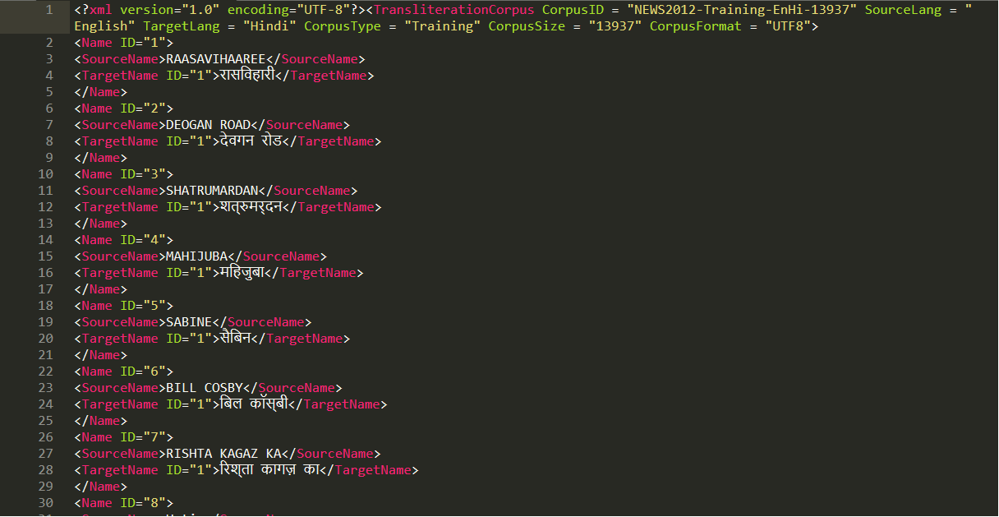 1 <?xml version="1.0" encoding="UTF-8"?><TransliterationCorpus CorpusID = "NEWS2012-Training-EnHi-13937" SourceLang = "
English" TargetLang = "Hindi" CorpusType = "Training" CorpusSize = "13937" CorpusFormat = "UTF8">
2 <Name ID="1">
3 <SourceName>RAASAVIHAAREE</SourceName>
4 <TargetName ID="1">रासविहारी</TargetName>
5 </Name>
6 <Name ID="2">
7 <SourceName>DEOGAN ROAD</SourceName>
8 <TargetName ID="1">देवगन रोड</TargetName>
9 </Name>
10 <Name ID="3">
11 <SourceName>SHATRUMARDAN</SourceName>
12 <TargetName ID="1">शत्रुमर्दन</TargetName>
13 </Name>
14 <Name ID="4">
15 <SourceName>MAHIJUBA</SourceName>
16 <TargetName ID="1">महिजुबा</TargetName>
17 </Name>
18 <Name ID="5">
19 <SourceName>SABINE</SourceName>
20 <TargetName ID="1">सैबिन</TargetName>
21 </Name>
22 <Name ID="6">
23 <SourceName>BILL COSBY</SourceName>
24 <TargetName ID="1">बिल कॉस्बी</TargetName>
25 </Name>
26 <Name ID="7">
27 <SourceName>RISHTA KAGAZ KA</SourceName>
28 <TargetName ID="1">रिश्ता कागज़ का</TargetName>
29 </Name>
30 <Name ID="8">